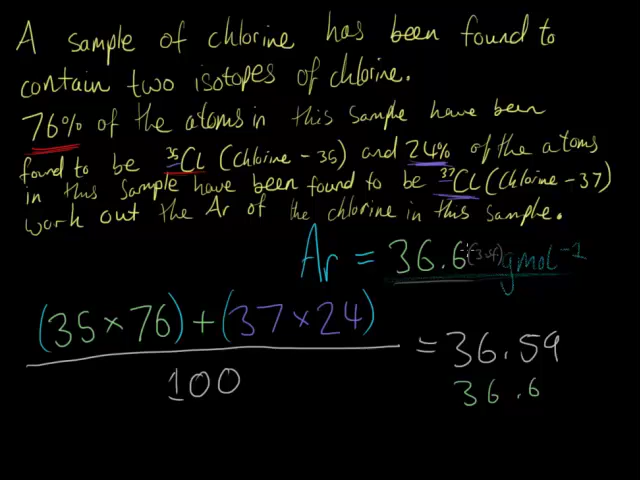 A sample of chlorine has been found to
contain two isotopes of chlorine.
76% of the atoms in this sample have been
found to be ³⁵Cl (Chlorine-35) and 24% of the atoms
in this sample have been found to be ³⁷Cl (Chlorine-37)
work out the Ar of the chlorine in this sample.
Ar = 36.6 (3sf) gmol⁻¹
(35 × 76) + (37 × 24)
100
= 36.59
36.6